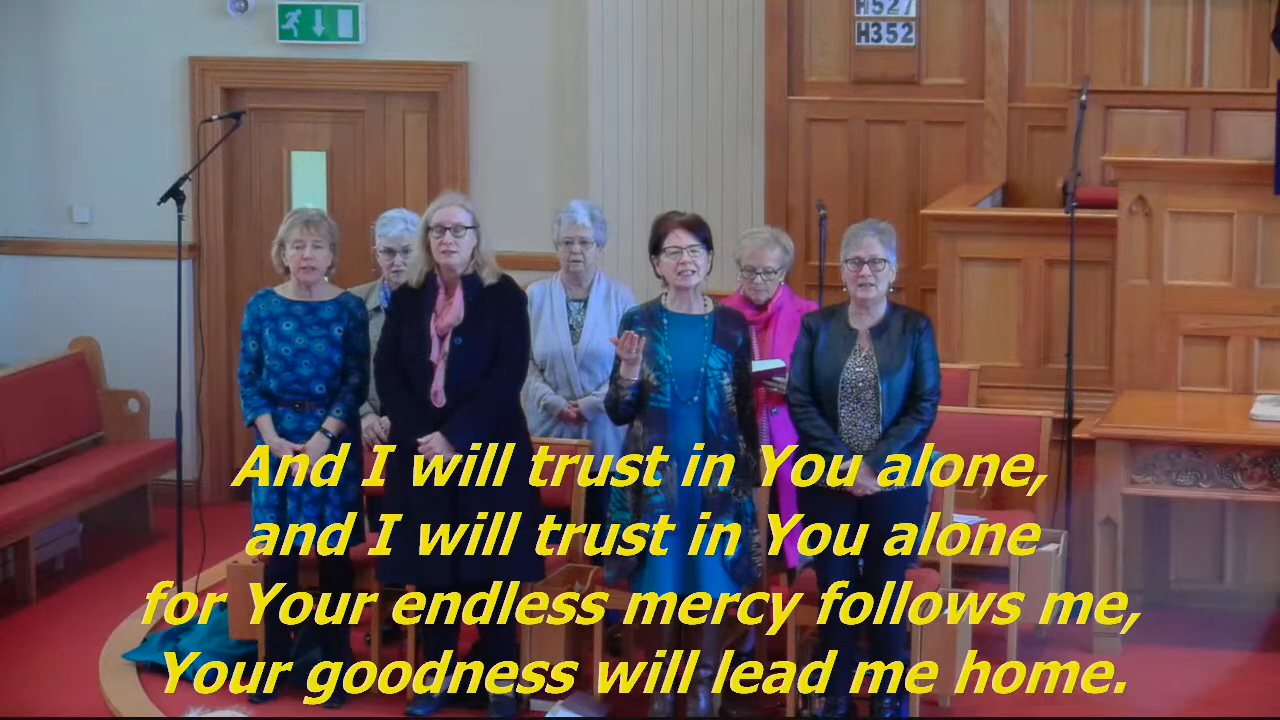 H527
H352
And I will trust in You alone,
and I will trust in You alone
for Your endless mercy follows me,
Your goodness will lead me home.